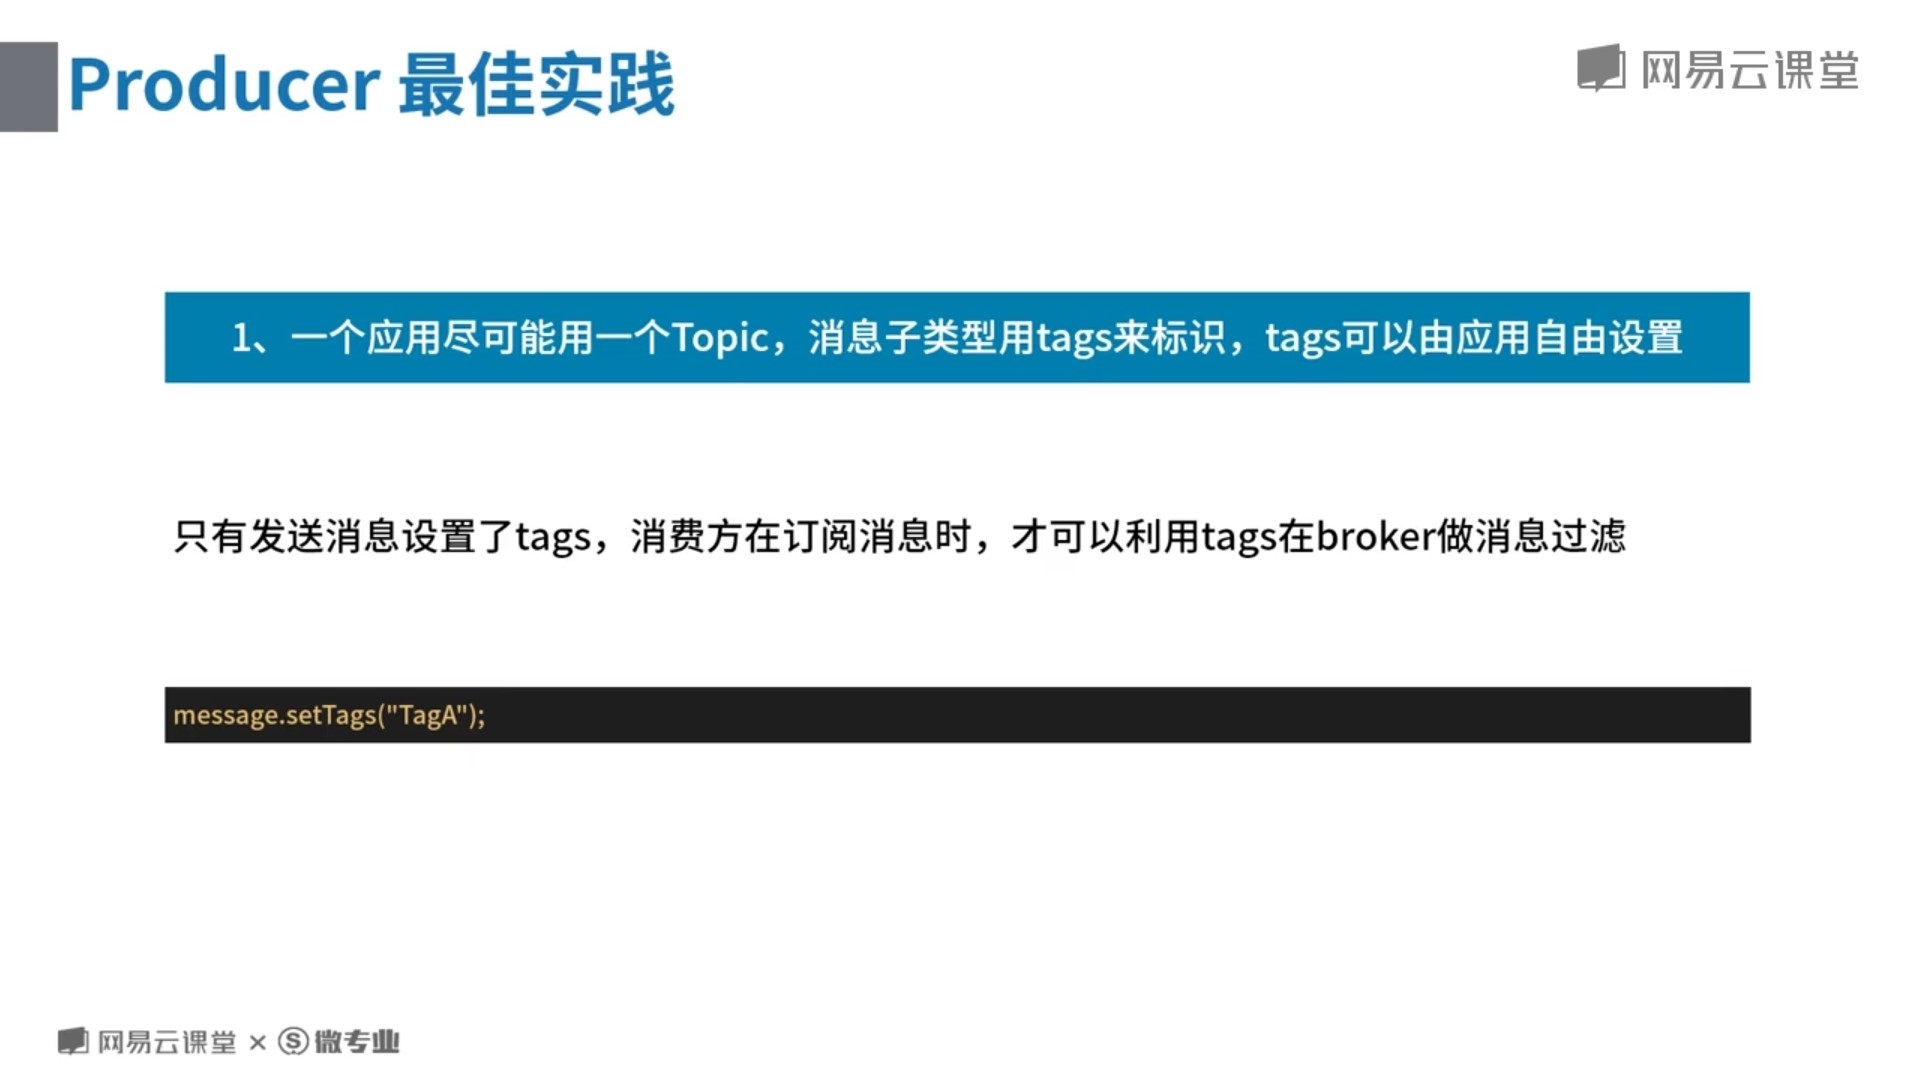 Producer 最佳实践
网易云课堂
1、一个应用尽可能用一个Topic，消息子类型用tags来标识，tags可以由应用自由设置
只有发送消息设置了tags，消费方在订阅消息时，才可以利用tags在broker做消息过滤
message.setTags("TagA");
网易云课堂 × S 微专业